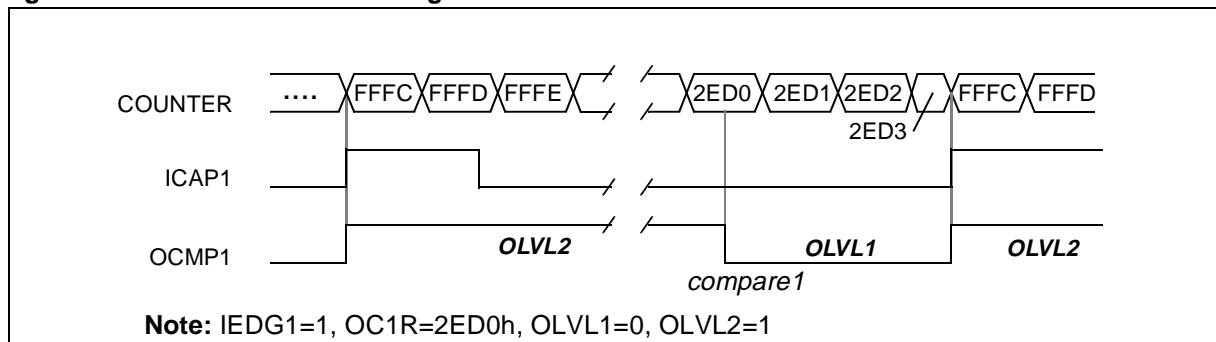 COUNTER .... FFFC FFFD FFFE 2ED0 2ED1 2ED2 FFFC FFFD
2ED3
ICAP1
OCMP1 OLVL2 OLVL1 OLVL2
compare1
Note: IEDG1=1, OC1R=2ED0h, OLVL1=0, OLVL2=1